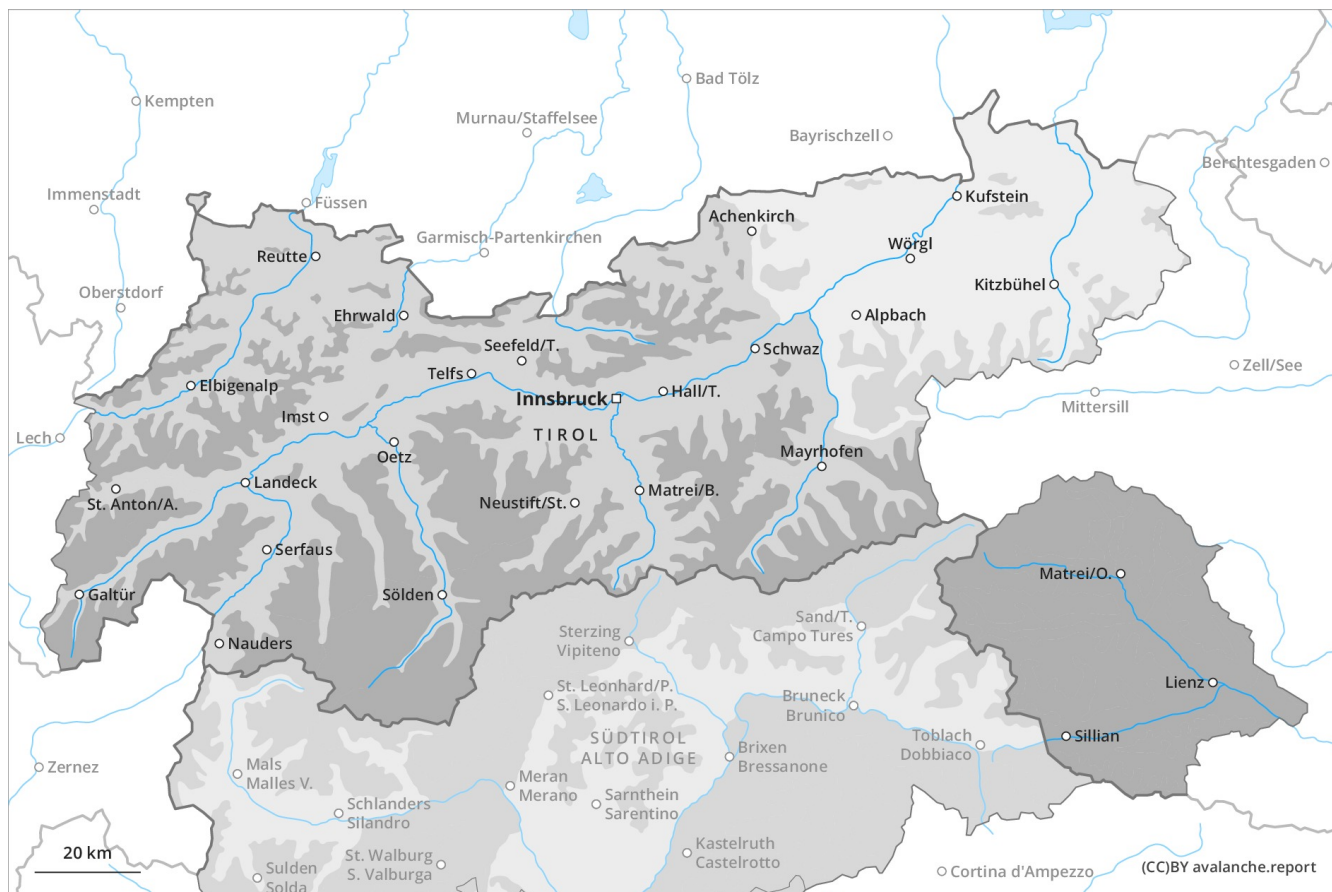 Kempten
Bad Tölz
Murnau/Staffelsee
Bayrischzell
Berchtesgaden
Immenstadt
Füssen
Kufstein
Achenkirch
Garmisch-Partenkirchen
Wörgl
Reutte
Kitzbühel
Oberstdorf
Ehrwald
Alpbach
Seefeld/T.
Schwaz
Zell/See
Telfs
Elbigenalp
Hall/T.
Innsbruck
Mittersill
Imst
TIROL
Lech
Oetz
Mayrhofen
Landeck
Matrei/B.
St. Anton/A.
Neustift/St.
Serfaus
Matrei/O.
Galtür
Sölden
Sand/T.
Campo Tures
Sterzing
Vipiteno
Nauders
Lienz
St. Leonhard/P.
S. Leonardo i. P.
Bruneck
Brunico
Sillian
Toblach
Dobbiaco
SÜDTIROL
ALTO ADIGE
Brixen
Bressanone
Zernez
Mals
Malles V.
Meran
Merano
Sarnthein
Sarentino
Schlanders
Silandro
Kastelruth
Castelrotto
20 km
St. Walburg
S. Valburga
Sulden
Solda
Cortina d'Ampezzo
(CC)BY avalanche.report